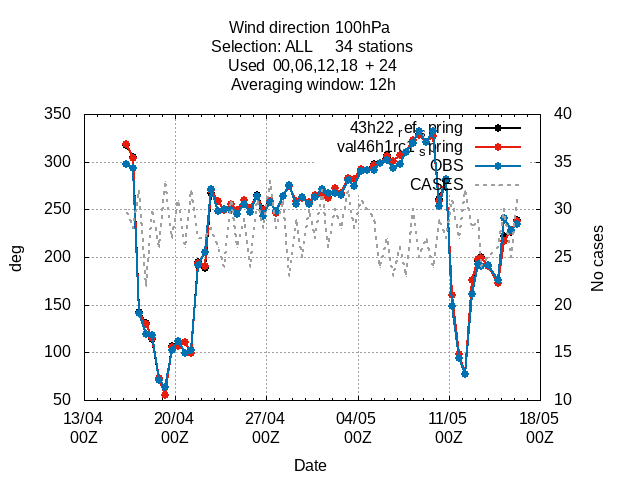 Wind direction 100hPa
Selection: ALL 34 stations
Used 00,06,12,18 + 24
Averaging window: 12h
43h22_ref_spring
val46h1rc1_spring
OBS
CASES
350
300
250
200
150
100
50
deg
40
35
30
25
20
15
10
No cases
13/04 20/04 27/04 04/05 11/05 18/05
00Z 00Z 00Z 00Z 00Z 00Z
Date